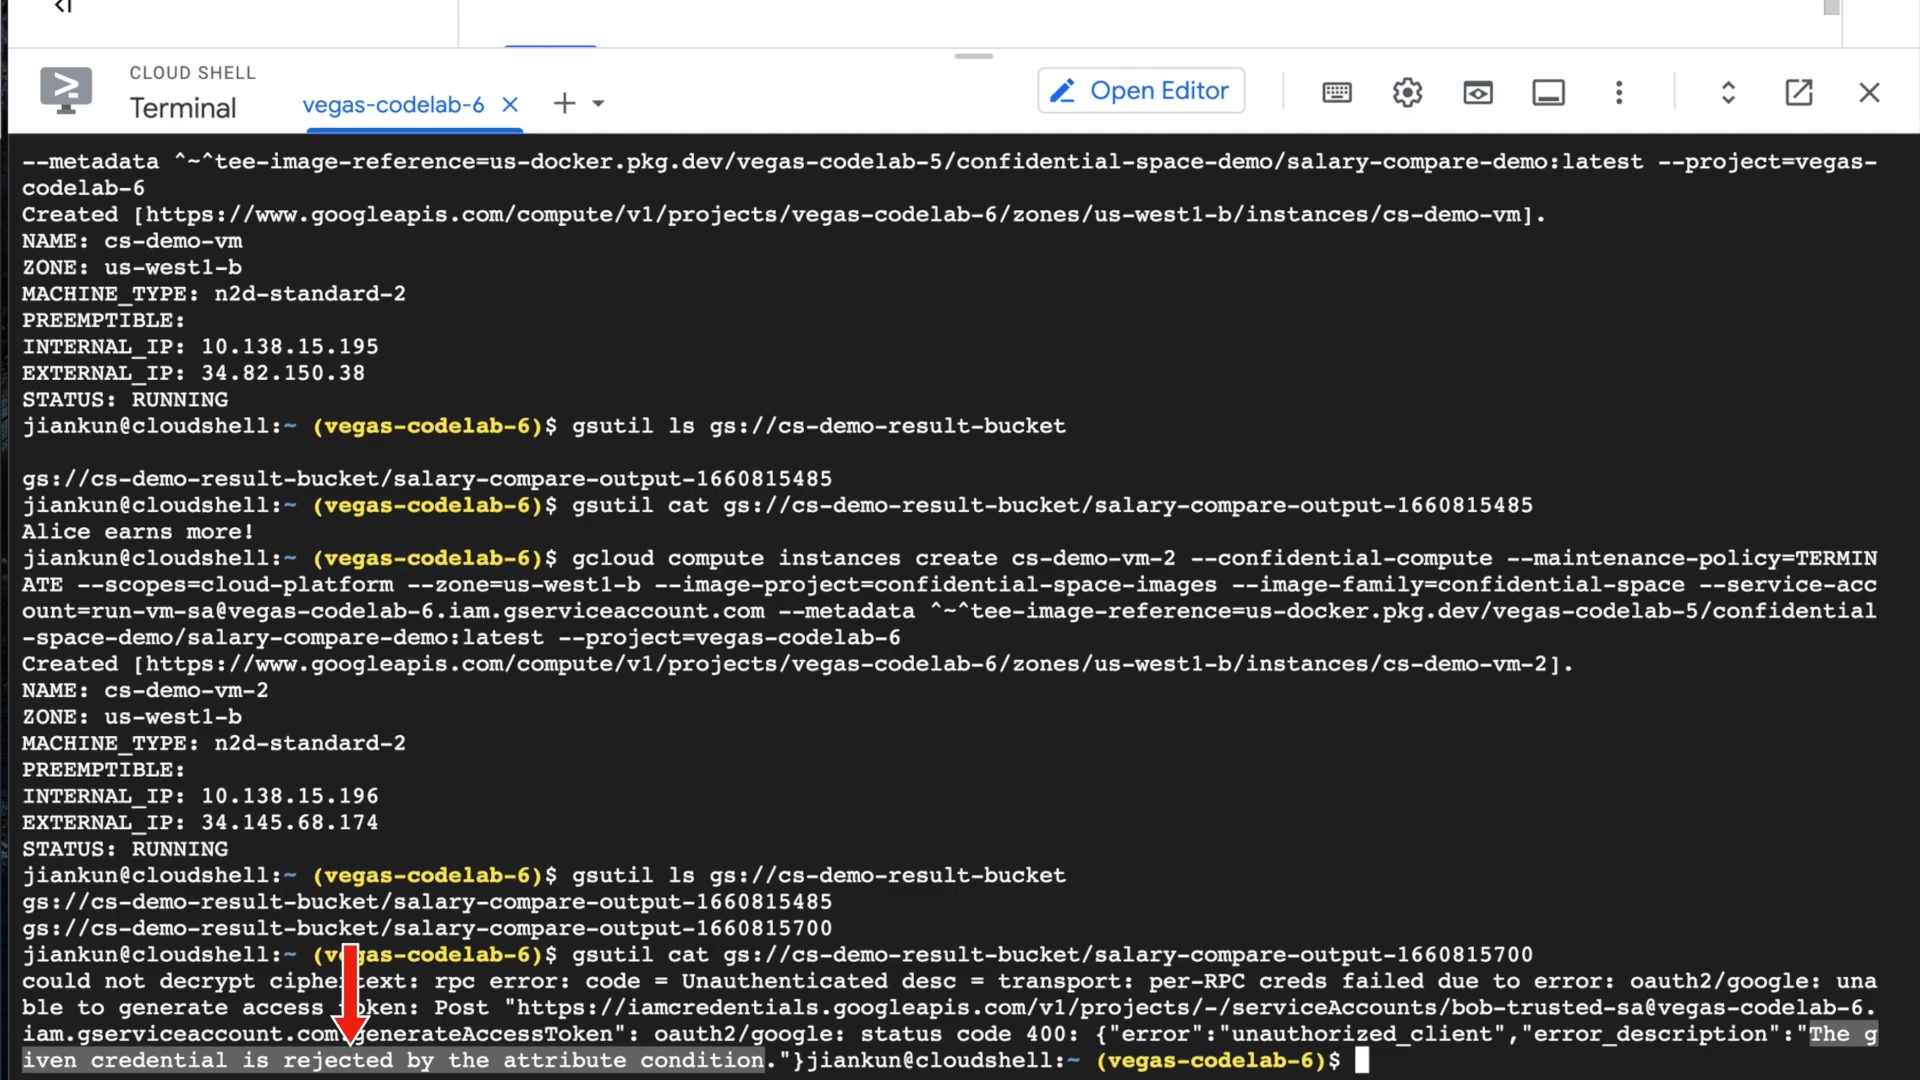 CLOUD SHELL
Terminal
vegas-codelab-6
Open Editor
--metadata ^~^tee-image-reference=us-docker.pkg.dev/vegas-codelab-5/confidential-space-demo/salary-compare-demo:latest --project=vegas-
codelab-6
Created [https://www.googleapis.com/compute/v1/projects/vegas-codelab-6/zones/us-west1-b/instances/cs-demo-vm].
NAME: cs-demo-vm
ZONE: us-west1-b
MACHINE_TYPE: n2d-standard-2
PREEMPTIBLE:
INTERNAL_IP: 10.138.15.195
EXTERNAL_IP: 34.82.150.38
STATUS: RUNNING
jiankun@cloudshell:~ (vegas-codelab-6)$ gsutil ls gs://cs-demo-result-bucket
gs://cs-demo-result-bucket/salary-compare-output-1660815485
jiankun@cloudshell:~ (vegas-codelab-6)$ gsutil cat gs://cs-demo-result-bucket/salary-compare-output-1660815485
Alice earns more!
jiankun@cloudshell:~ (vegas-codelab-6)$ gcloud compute instances create cs-demo-vm-2 --confidential-compute --maintenance-policy=TERMIN
ATE --scopes=cloud-platform --zone=us-west1-b --image-project=confidential-space-images --image-family=confidential-space --service-acc
ount=run-vm-sa@vegas-codelab-6.iam.gserviceaccount.com --metadata ^~^tee-image-reference=us-docker.pkg.dev/vegas-codelab-5/confidential
-space-demo/salary-compare-demo:latest --project=vegas-codelab-6
Created [https://www.googleapis.com/compute/v1/projects/vegas-codelab-6/zones/us-west1-b/instances/cs-demo-vm-2].
NAME: cs-demo-vm-2
ZONE: us-west1-b
MACHINE_TYPE: n2d-standard-2
PREEMPTIBLE:
INTERNAL_IP: 10.138.15.196
EXTERNAL_IP: 34.145.68.174
STATUS: RUNNING
jiankun@cloudshell:~ (vegas-codelab-6)$ gsutil ls gs://cs-demo-result-bucket
gs://cs-demo-result-bucket/salary-compare-output-1660815485
gs://cs-demo-result-bucket/salary-compare-output-1660815700
jiankun@cloudshell:~ (vegas-codelab-6)$ gsutil cat gs://cs-demo-result-bucket/salary-compare-output-1660815700
could not decrypt ciphertext: rpc error: code = Unauthenticated desc = transport: per-RPC creds failed due to error: oauth2/google: una
ble to generate access token: Post "https://iamcredentials.googleapis.com/v1/projects/-/serviceAccounts/bob-trusted-sa@vegas-codelab-6.
iam.gserviceaccount.com:generateAccessToken": oauth2/google: status code 400: {"error":"unauthorized_client","error_description":"The g
iven credential is rejected by the attribute condition."}jiankun@cloudshell:~ (vegas-codelab-6)$